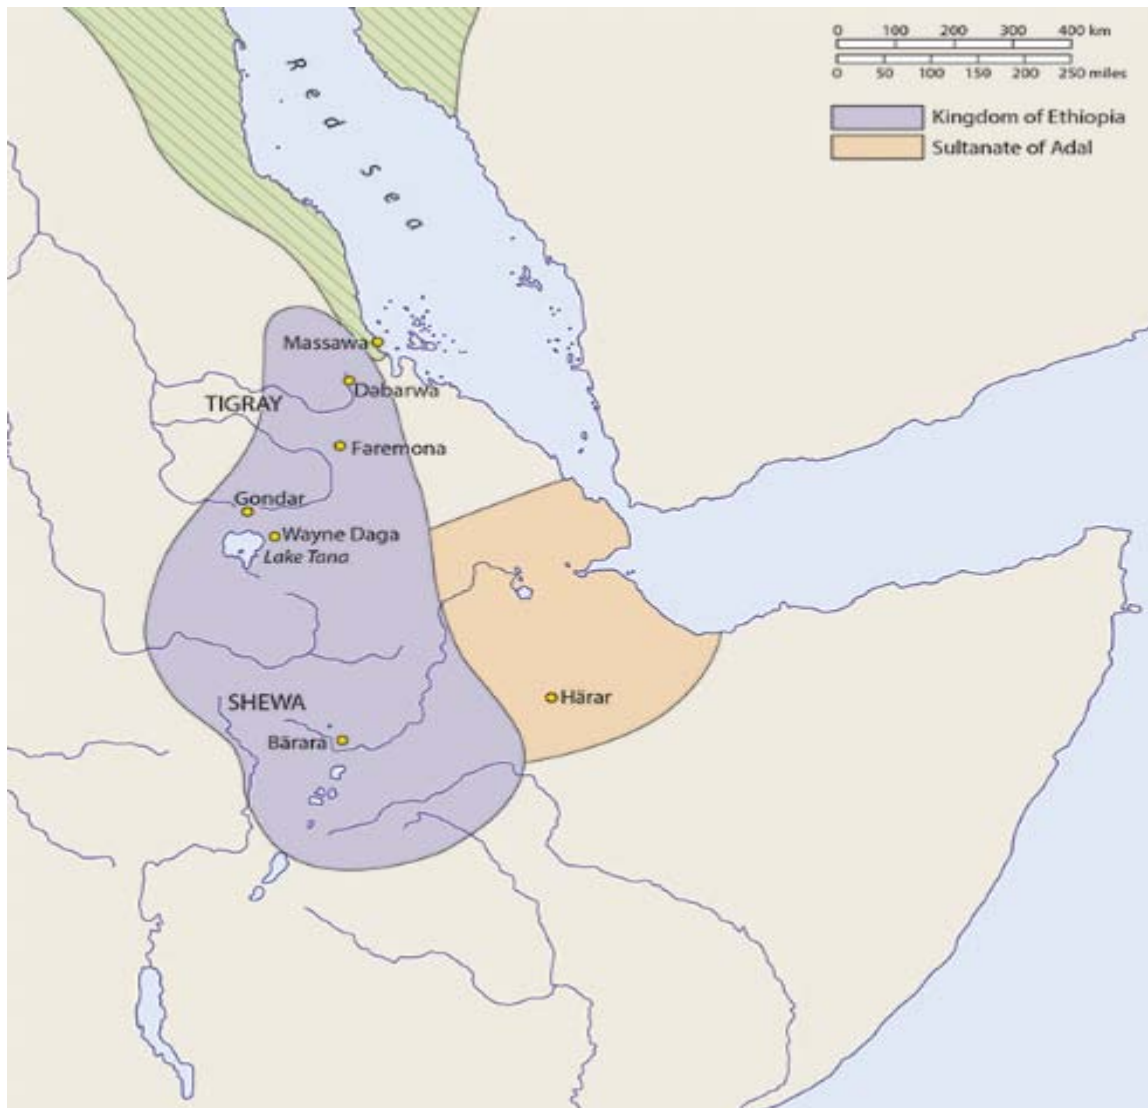 0 100 200 300 400 km
0 50 100 150 200 250 miles
Kingdom of Ethiopia
Sultanate of Adal
Red Sea
Massawa
Dabarwa
TIGRAY
Faremona
Gondar
Wayne Daga
Lake Tana
SHEWA
Härar
Bärara